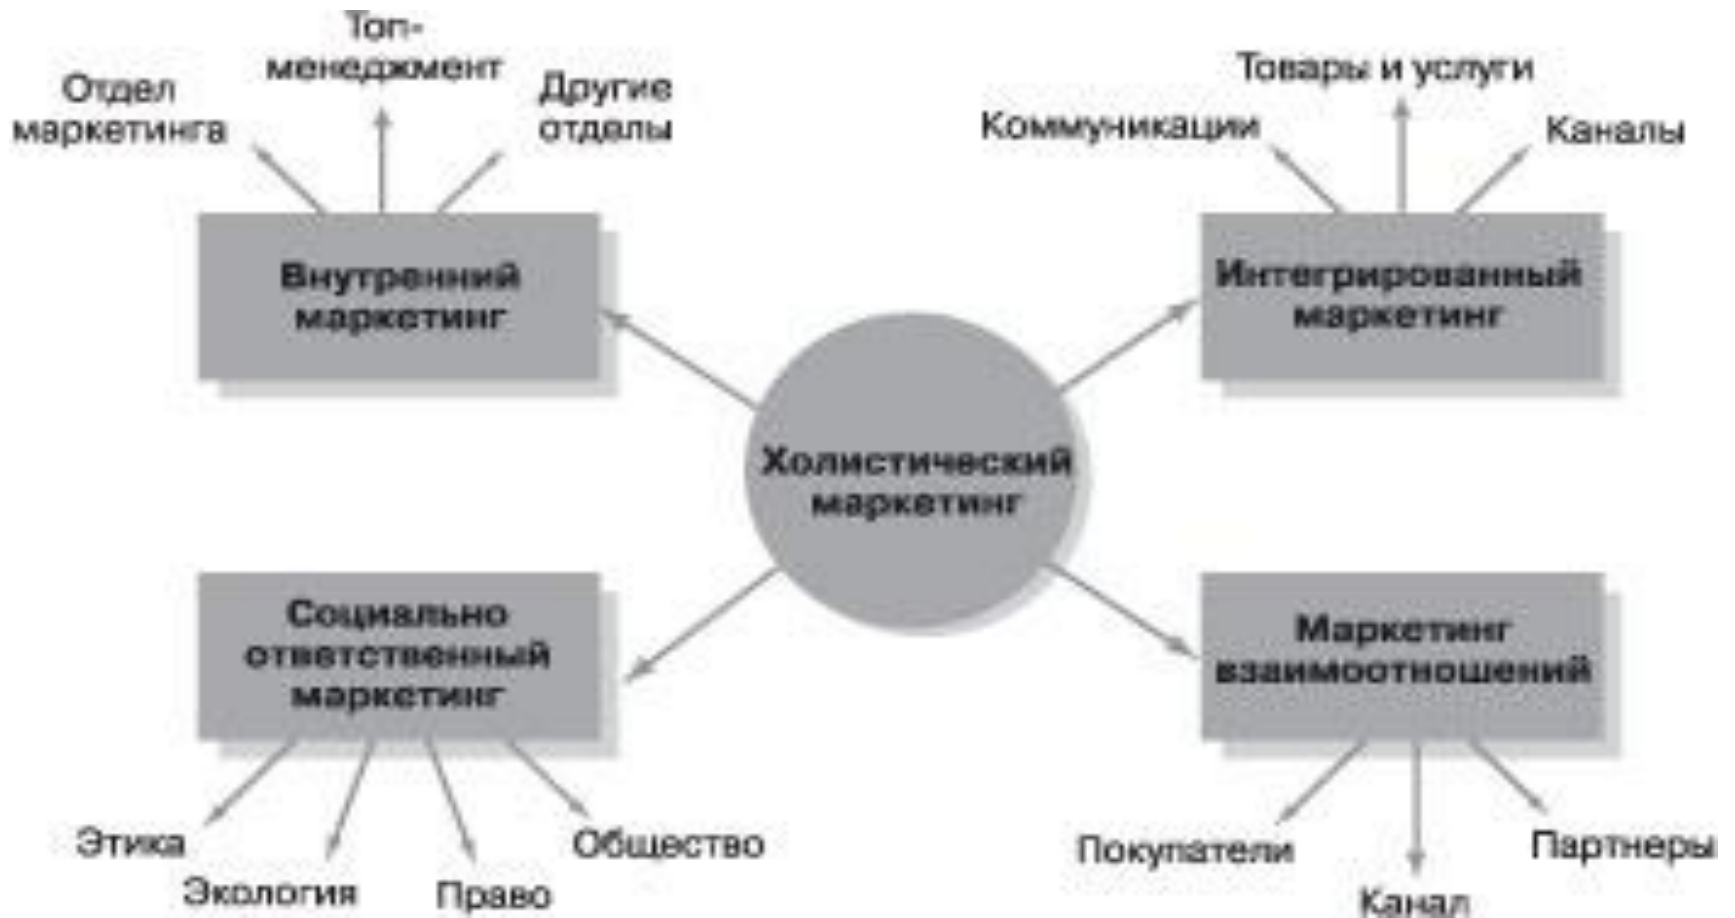 Топ-
менеджмент
Отдел
маркетинга
Другие
отделы
Внутренний
маркетинг
Товары и услуги
Коммуникации
Каналы
Интегрированный
маркетинг
Холистический
маркетинг
Социально
ответственный
маркетинг
Этика
Экология
Право
Общество
Маркетинг
взаимоотношений
Покупатели
Канал
Партнеры